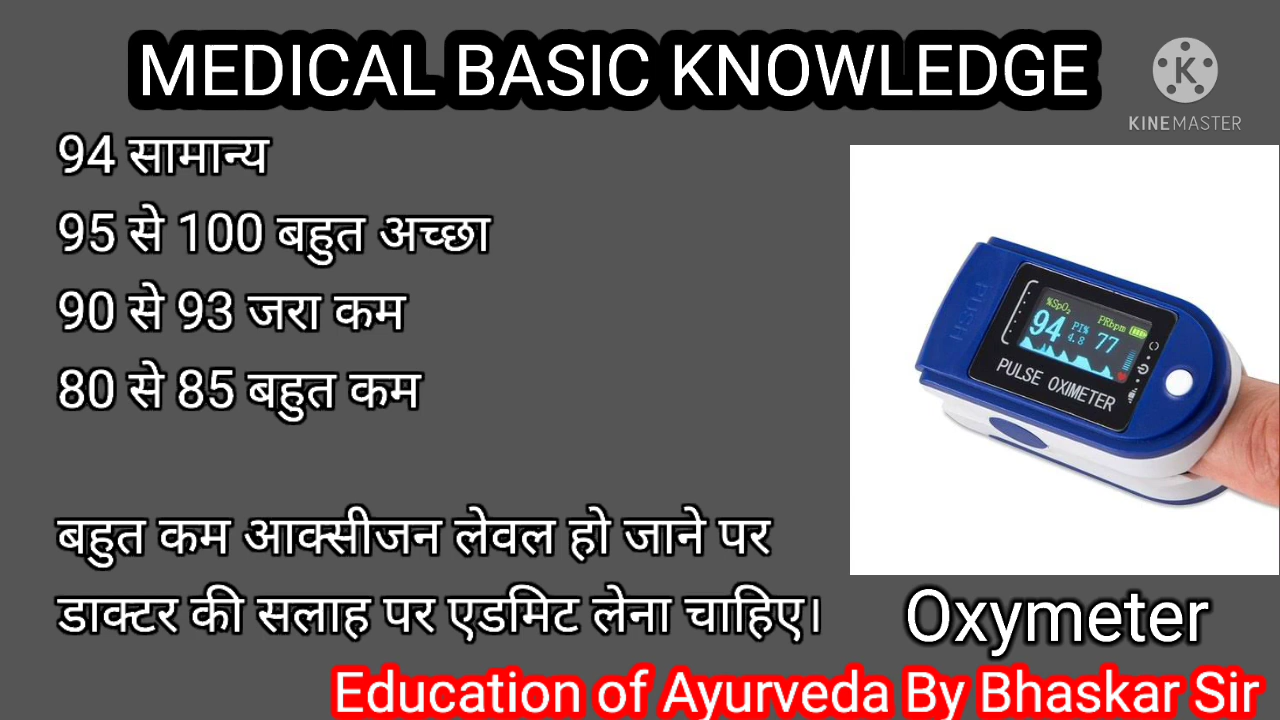 MEDICAL BASIC KNOWLEDGE
K
KINEMASTER
94 सामान्य
95 से 100 बहुत अच्छा
90 से 93 जरा कम
80 से 85 बहुत कम
PUSH
%SpO₂ PRbpm
94 PI% 4.8 77
PULSE OXIMETER
बहुत कम आक्सीजन लेवल हो जाने पर
डाक्टर की सलाह पर एडमिट लेना चाहिए।
Oxymeter
Education of Ayurveda By Bhaskar Sir